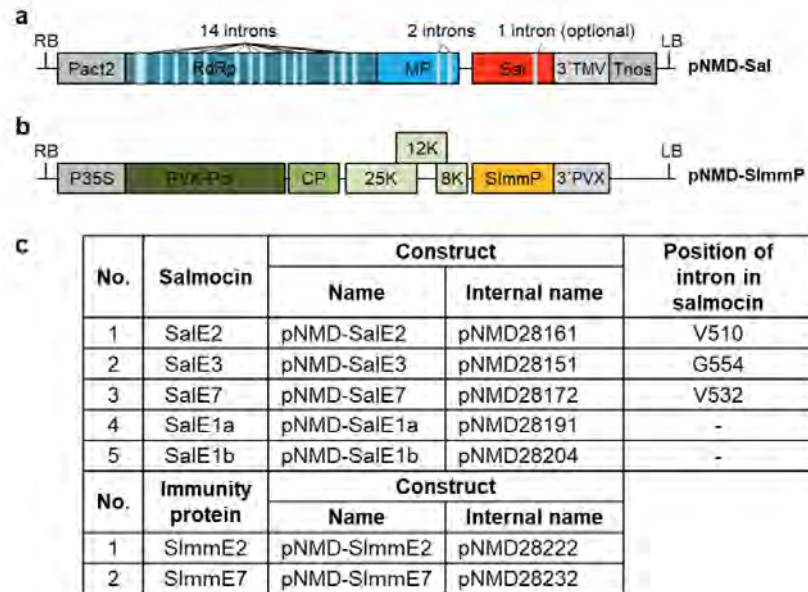 a
14 introns 2 introns 1 intron (optional)
RB LB
Pact2 RdRp MP Sal 3`TMV Tnos pNMD-Sal
b
12K
RB LB
P35S PVX-Pol CP 25K 8K SImmP 3`PVX pNMD-SImmP
c
No. Salmocin Construct Position of intron in salmocin
Name Internal name
1 SalE2 pNMD-SalE2 pNMD28161 V510
2 SalE3 pNMD-SalE3 pNMD28151 G554
3 SalE7 pNMD-SalE7 pNMD28172 V532
4 SalE1a pNMD-SalE1a pNMD28191 -
5 SalE1b pNMD-SalE1b pNMD28204 -
No. Immunity protein Construct
Name Internal name
1 SImmE2 pNMD-SImmE2 pNMD28222
2 SImmE7 pNMD-SImmE7 pNMD28232